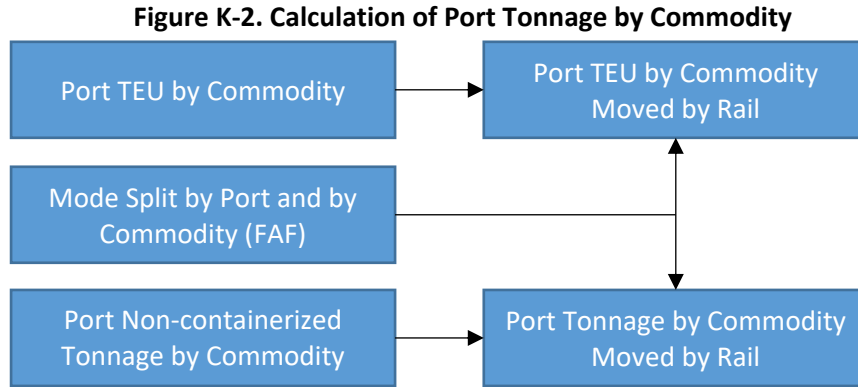 Figure K-2. Calculation of Port Tonnage by Commodity
Port TEU by Commodity
Port TEU by Commodity
Moved by Rail
Mode Split by Port and by
Commodity (FAF)
Port Non-containerized
Tonnage by Commodity
Port Tonnage by Commodity
Moved by Rail